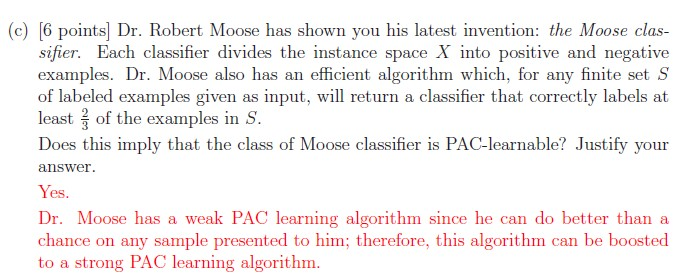 (c) [6 points] Dr. Robert Moose has shown you his latest invention: the Moose clas-
sifier. Each classifier divides the instance space X into positive and negative
examples. Dr. Moose also has an efficient algorithm which, for any finite set S
of labeled examples given as input, will return a classifier that correctly labels at
least 2/3 of the examples in S.
Does this imply that the class of Moose classifier is PAC-learnable? Justify your
answer.
Yes.
Dr. Moose has a weak PAC learning algorithm since he can do better than a
chance on any sample presented to him; therefore, this algorithm can be boosted
to a strong PAC learning algorithm.